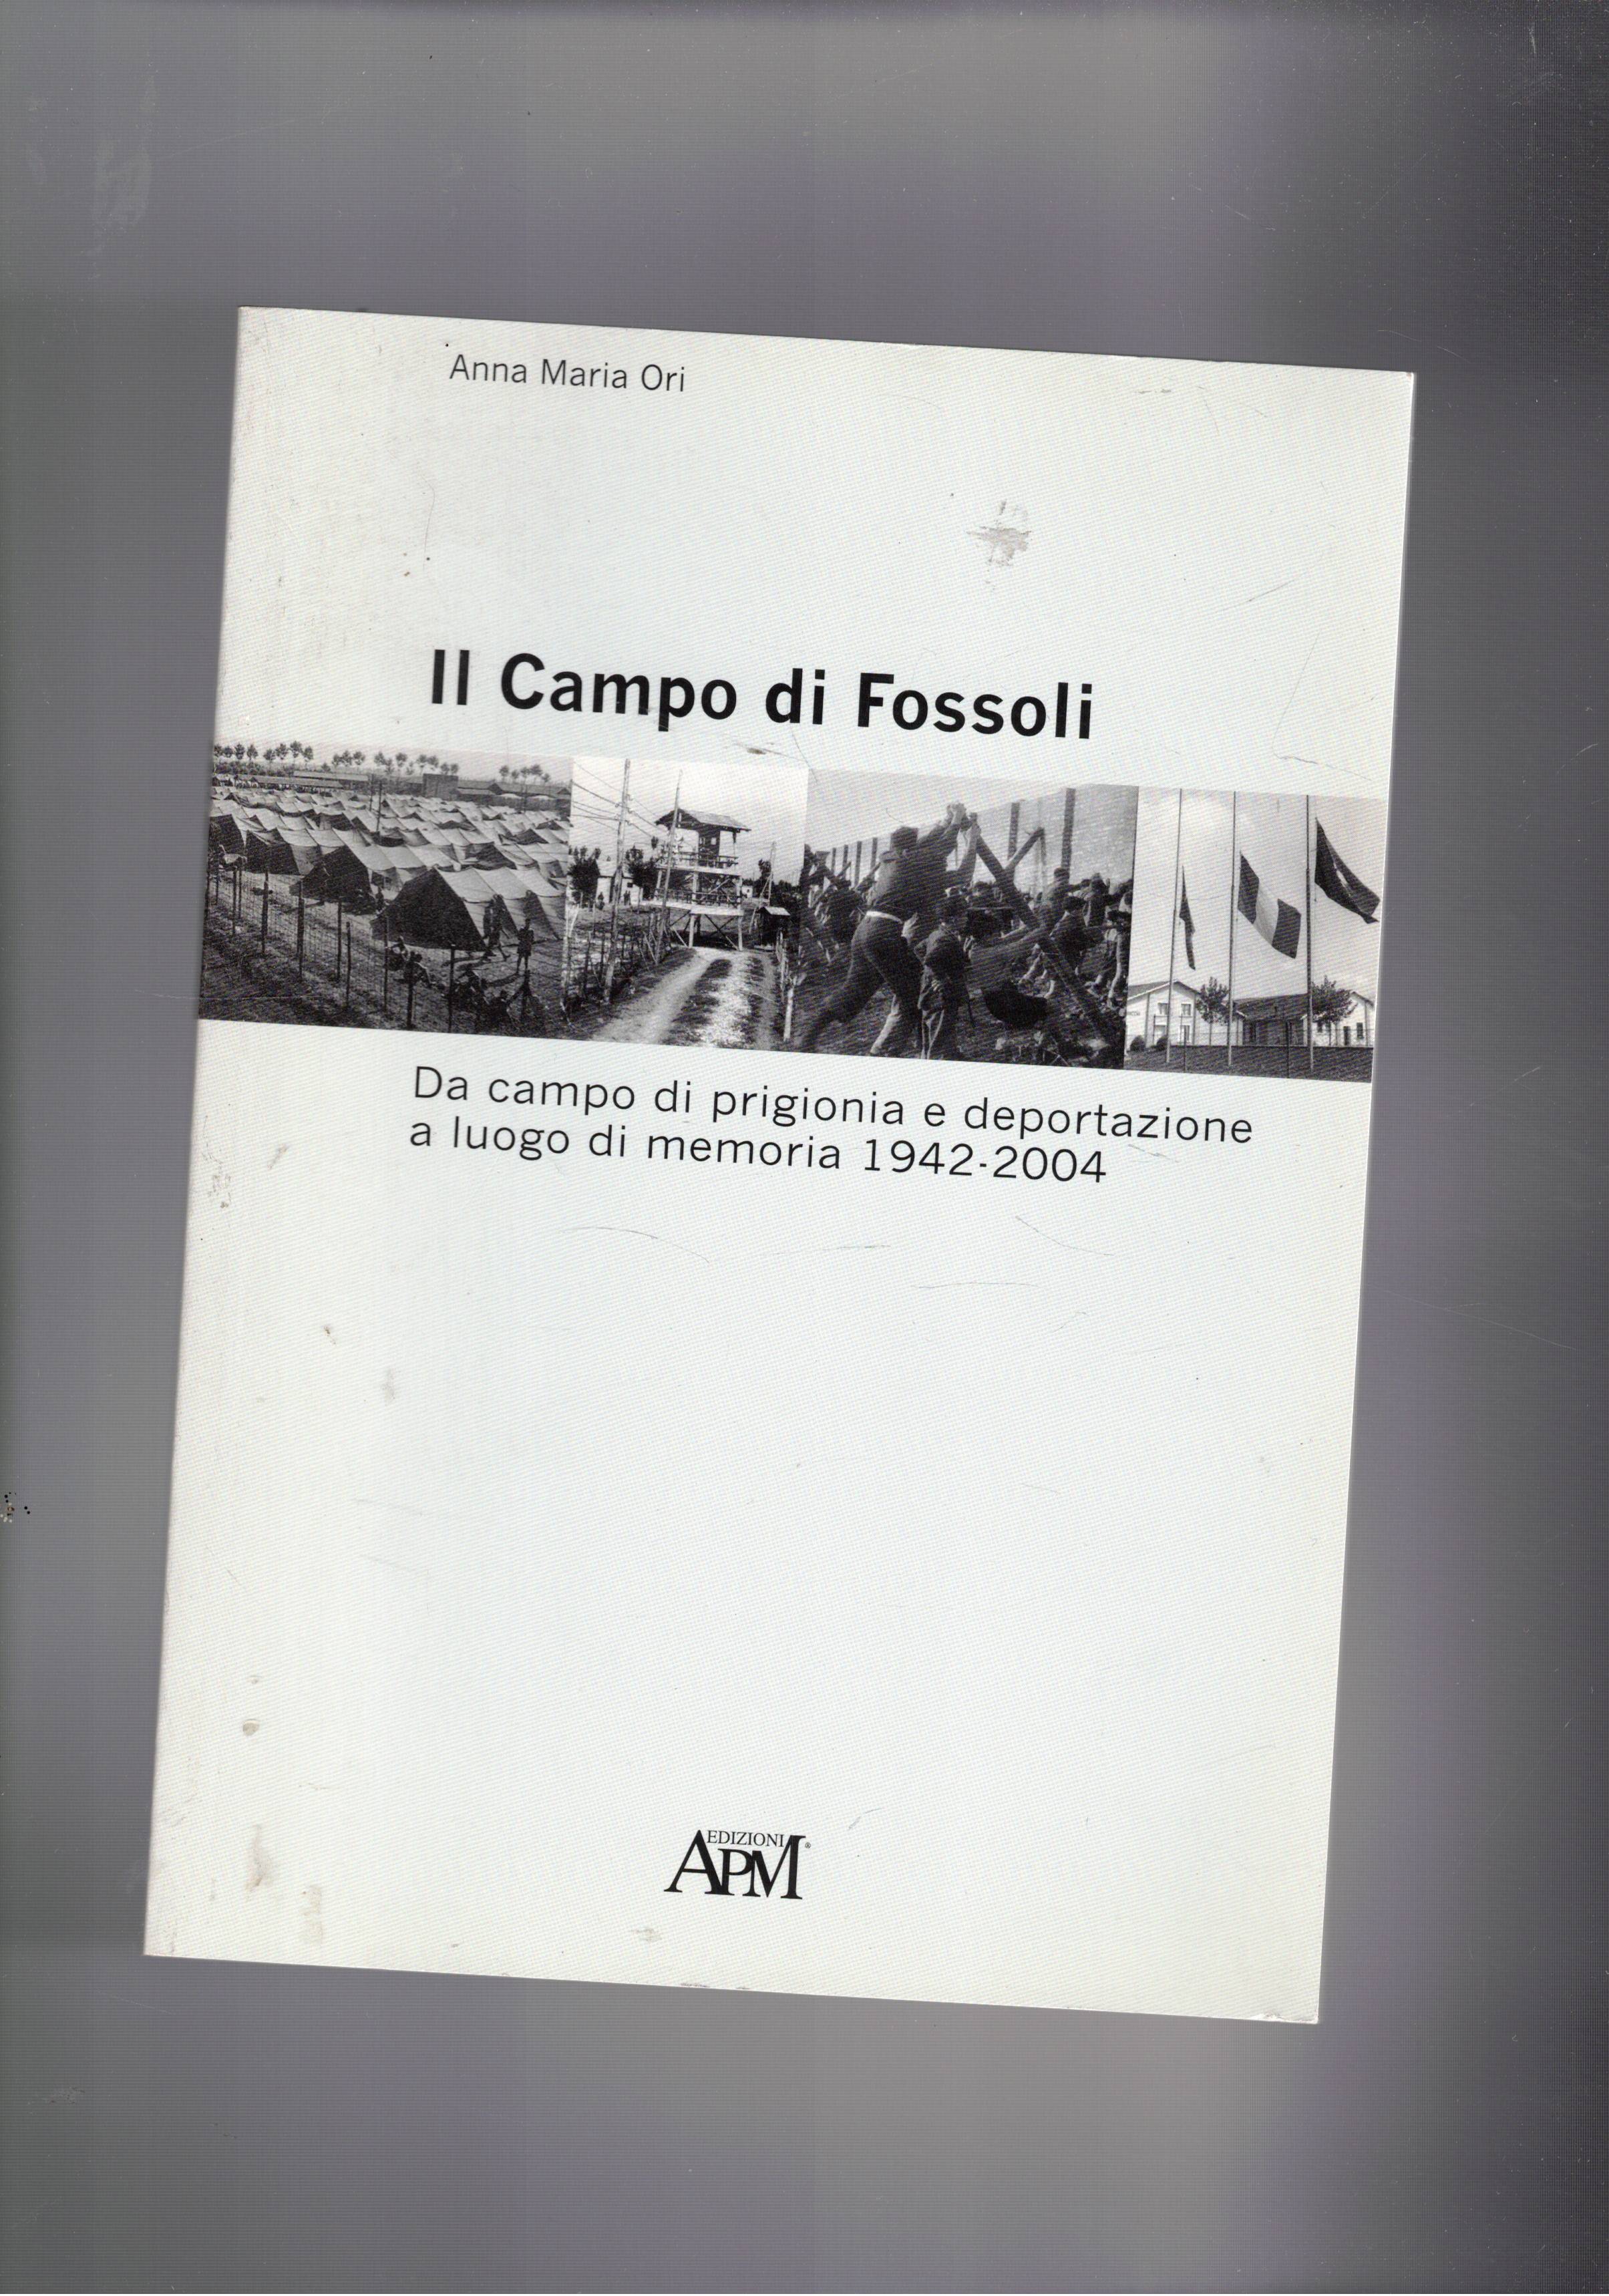 Anna Maria Ori
Il Campo di Fossoli
Da campo di prigionia e deportazione
a luogo di memoria 1942-2004
EDIZIONI
APM®